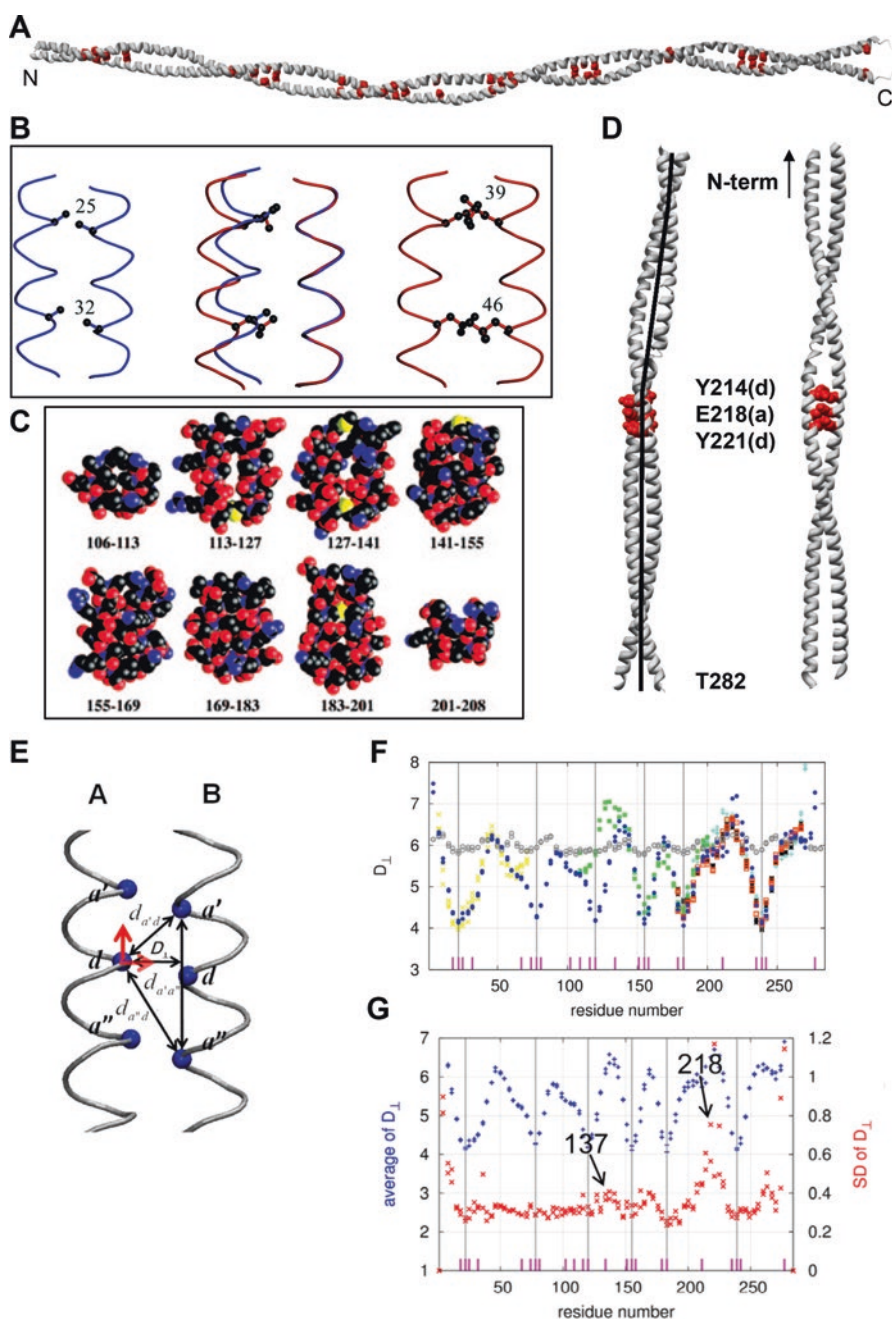 A
N
C
B
25
39
32
46
C
106-113 113-127 127-141 141-155
155-169 169-183 183-201 201-208
D
N-term
Y214(d)
E218(a)
Y221(d)
T282
E
A B
a' a'
d a'd
d D⊥ d
d a'a''
d a''d
a'' a''
F
8
7
6
5
4
3
D⊥
50 100 150 200 250
residue number
G
7 1.2
6 1
5 0.8
4 0.6
3 0.4
2 0.2
1 0
average of D⊥
SD of D⊥
218
137
50 100 150 200 250
residue number